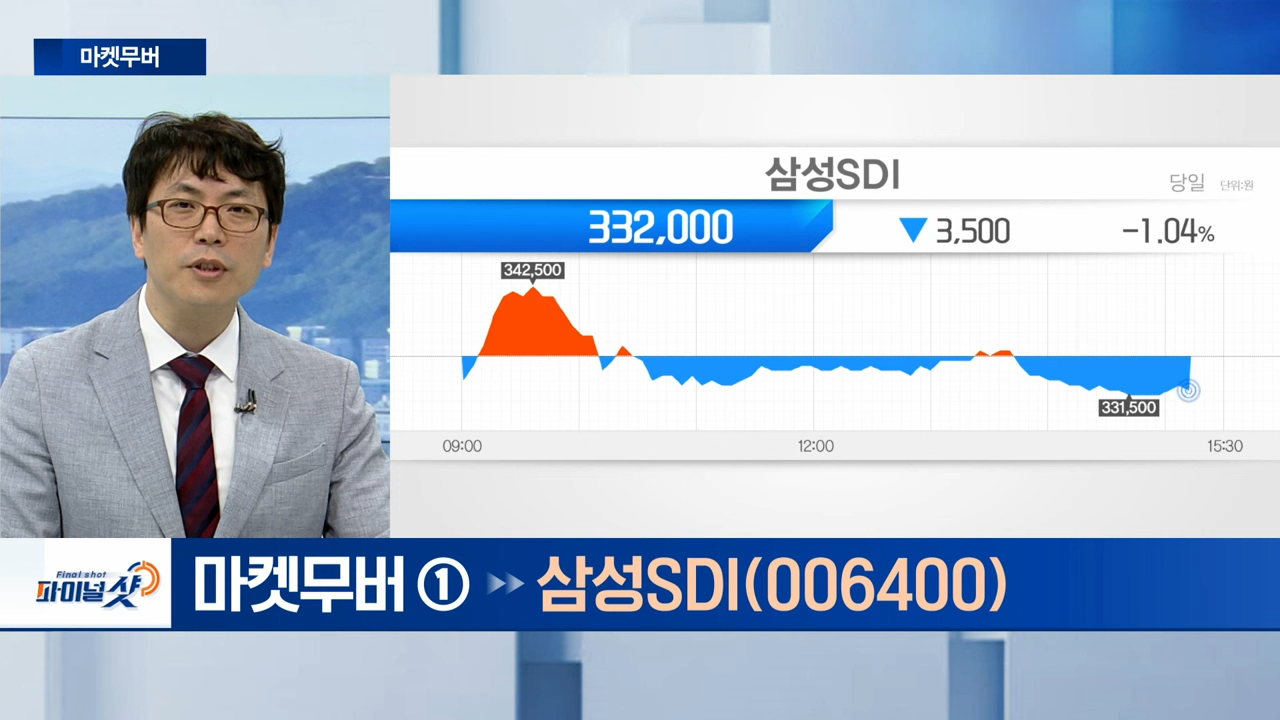 마켓무버
삼성SDI
당일 단위:원
332,000 ▼ 3,500 -1.04%
342,500
331,500
09:00 12:00 15:30
Final shot
파이널샷
마켓무버 ① 삼성SDI(006400)